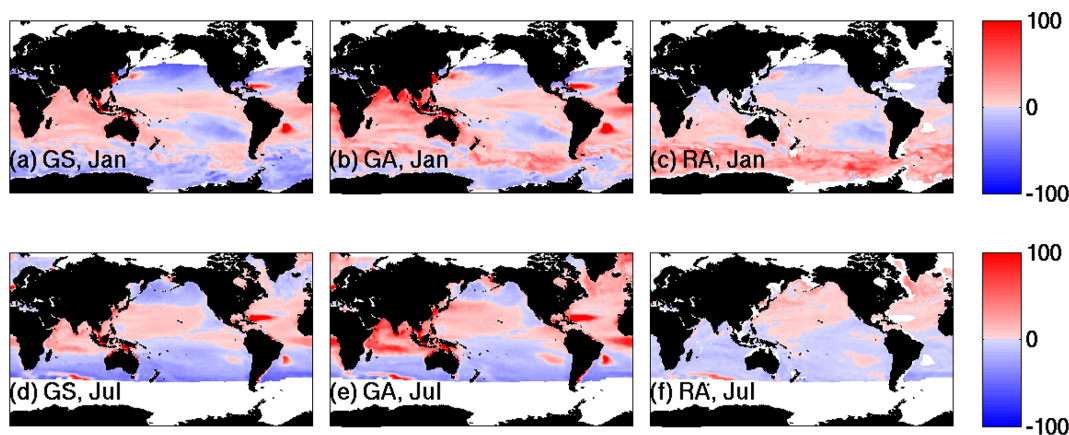 100
0
-100
(a) GS, Jan
(b) GA, Jan
(c) RA, Jan
100
0
-100
(d) GS, Jul
(e) GA, Jul
(f) RA, Jul